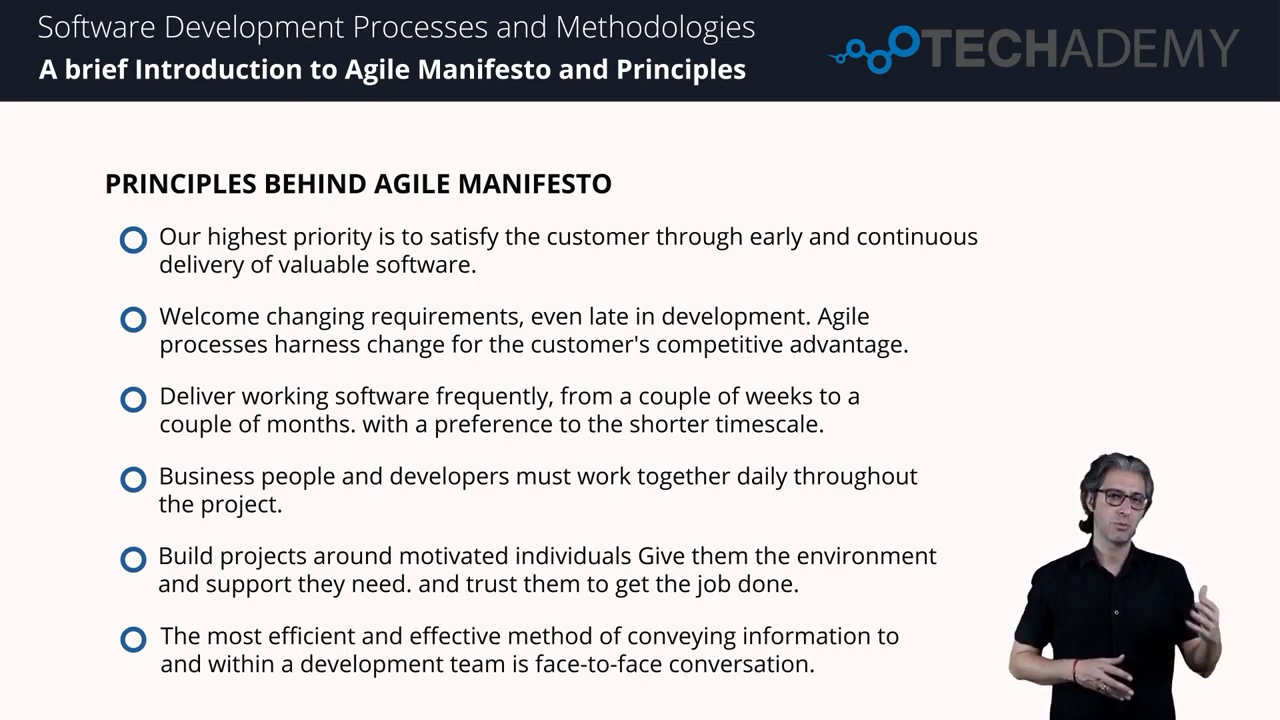 Software Development Processes and Methodologies
A brief Introduction to Agile Manifesto and Principles
TECHADEMY
PRINCIPLES BEHIND AGILE MANIFESTO
Our highest priority is to satisfy the customer through early and continuous
delivery of valuable software.
Welcome changing requirements, even late in development. Agile
processes harness change for the customer's competitive advantage.
Deliver working software frequently, from a couple of weeks to a
couple of months. with a preference to the shorter timescale.
Business people and developers must work together daily throughout
the project.
Build projects around motivated individuals Give them the environment
and support they need. and trust them to get the job done.
The most efficient and effective method of conveying information to
and within a development team is face-to-face conversation.